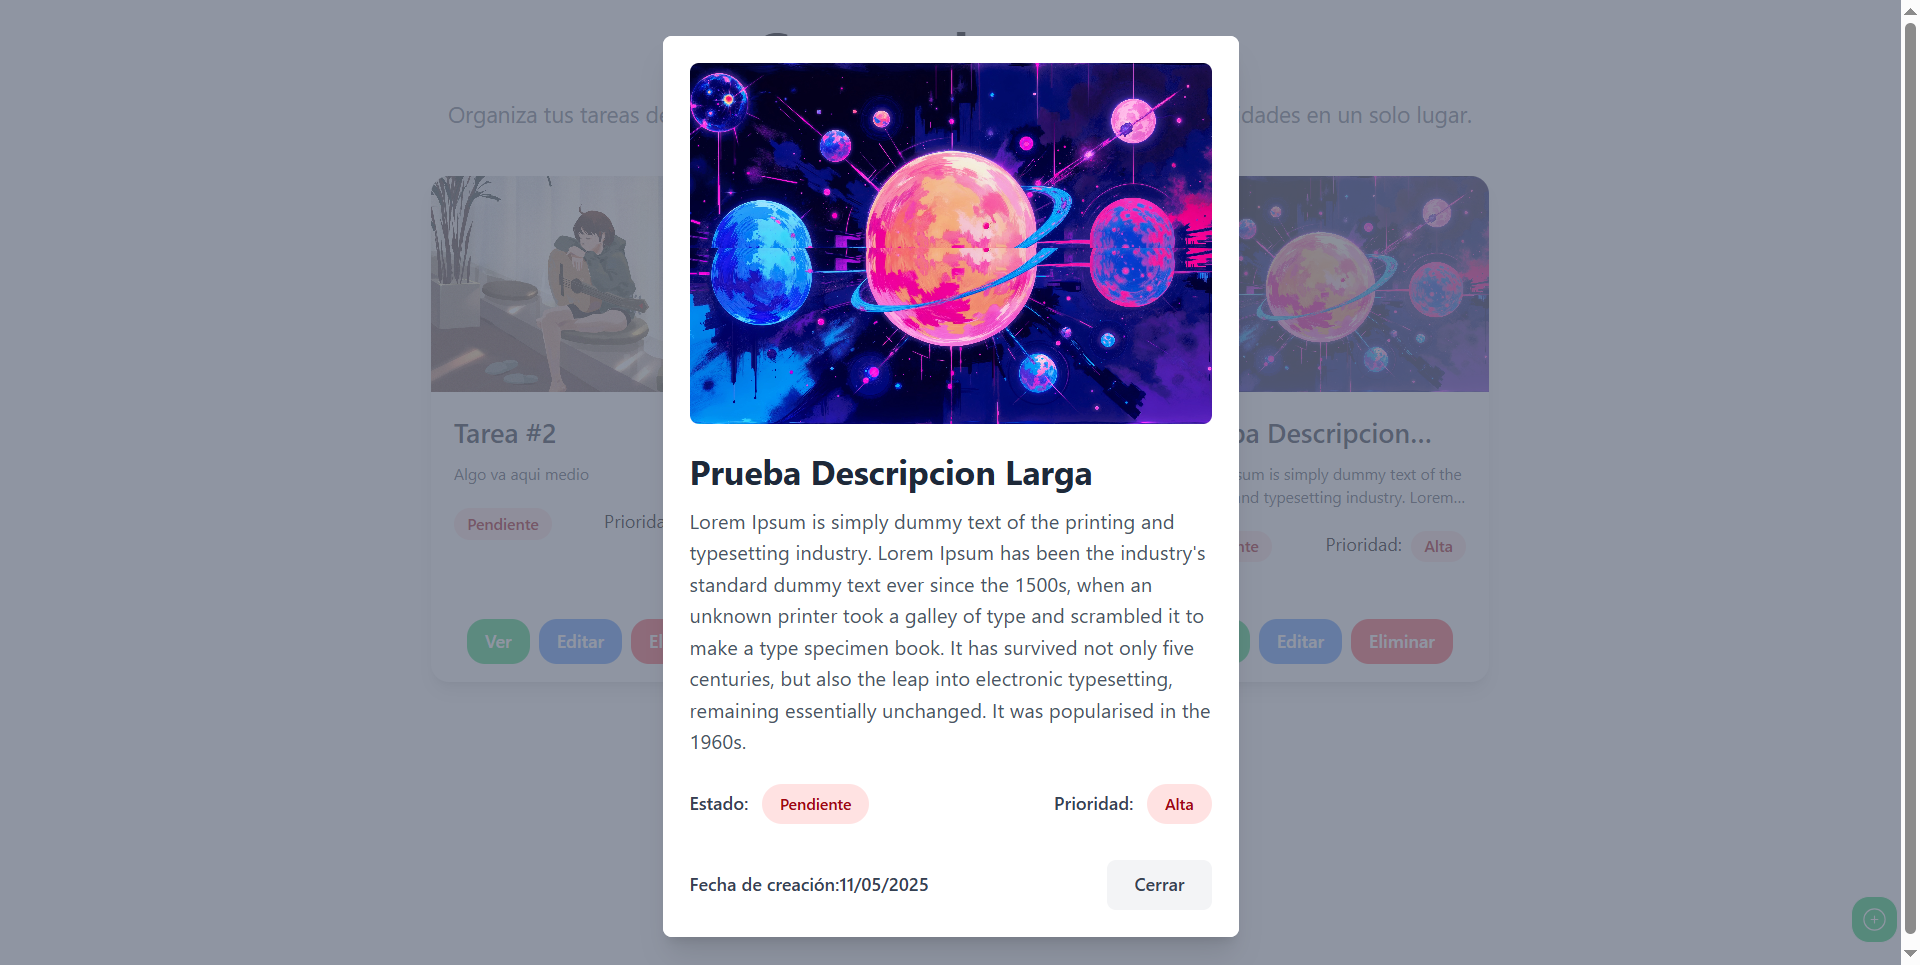 Organiza tus tareas de
dades en un solo lugar.
Tarea #2
Algo va aqui medio
Pendiente
Ver
Editar
Prueba Descripcion Larga
Lorem Ipsum is simply dummy text of the printing and
typesetting industry. Lorem Ipsum has been the industry's
standard dummy text ever since the 1500s, when an
unknown printer took a galley of type and scrambled it to
make a type specimen book. It has survived not only five
centuries, but also the leap into electronic typesetting,
remaining essentially unchanged. It was popularised in the
1960s.
Estado: Pendiente Prioridad: Alta
Fecha de creación:11/05/2025 Cerrar
Descripcion...
is simply dummy text of the
typesetting industry. Lorem...
Prioridad: Alta
Editar
Eliminar